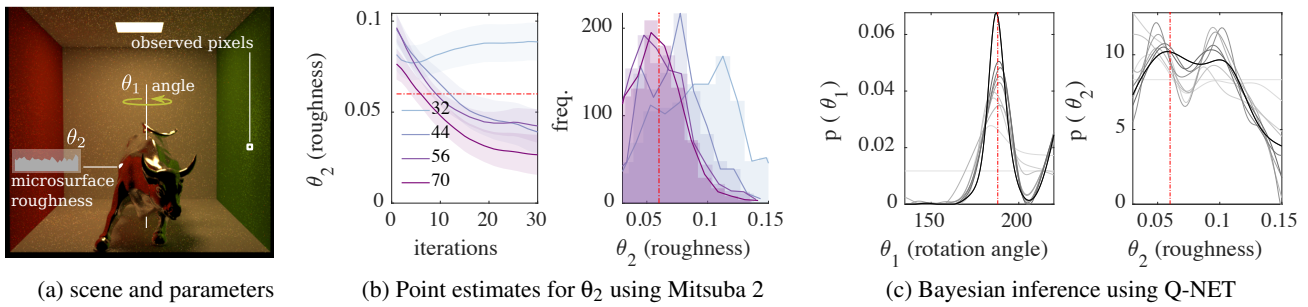 observed pixels
θ1 angle
θ2
microsurface
roughness
(a) scene and parameters
θ2 (roughness)
0.1
0.05
0
32
44
56
70
1
10
20
30
iterations
freq.
200
100
0
0.05
0.1
0.15
θ2 (roughness)
(b) Point estimates for θ2 using Mitsuba 2
p ( θ1)
0.06
0.04
0.02
0
150
200
θ1 (rotation angle)
p ( θ2)
10
5
0
0.05
0.10
0.15
θ2 (roughness)
(c) Bayesian inference using Q-NET